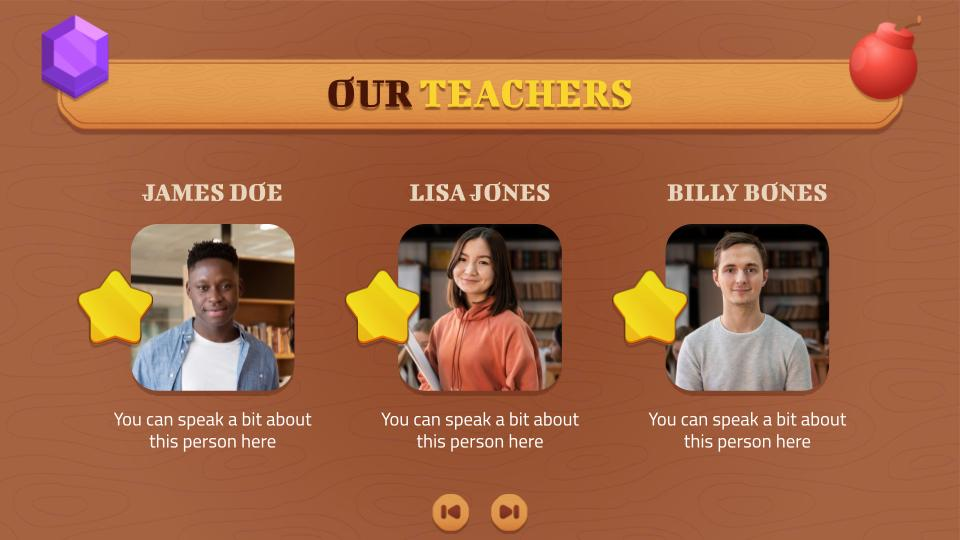 OUR TEACHERS
JAMES DOE
LISA JONES
BILLY BONES
You can speak a bit about
this person here
You can speak a bit about
this person here
You can speak a bit about
this person here